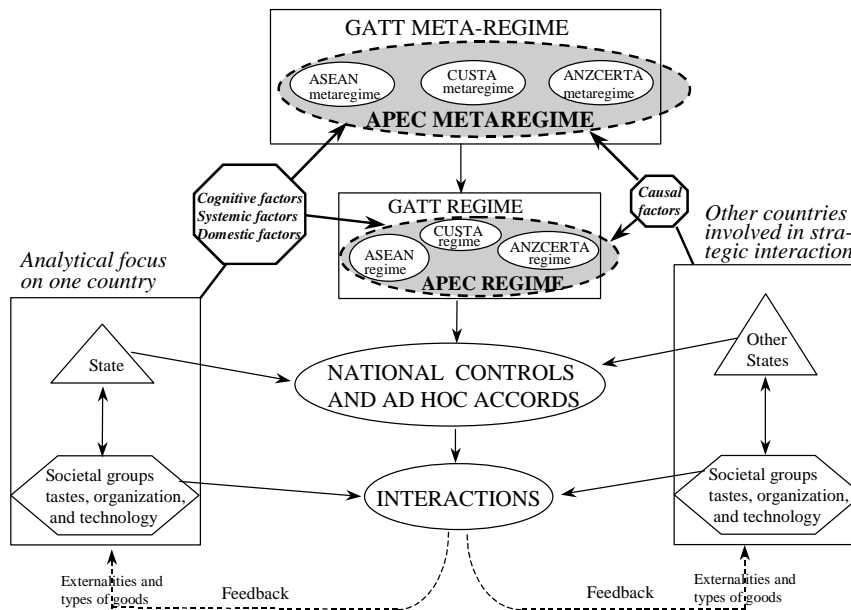 GATT META-REGIME
ASEAN
metaregime
CUSTA
metaregime
ANZCERTA
metaregime
APEC METAREGIME
Cognitive factors
Systemic factors
Domestic factors
Causal
factors
GATT REGIME
CUSTA
regime
ASEAN
regime
ANZCERTA
regime
APEC REGIME
Analytical focus
on one country
Other countries
involved in stra-
tegic interaction
State
Other
States
NATIONAL CONTROLS
AND AD HOC ACCORDS
Societal groups
tastes, organization,
and technology
INTERACTIONS
Societal groups
tastes, organization,
and technology
Externalities and
types of goods
Feedback
Feedback
Externalities and
types of goods